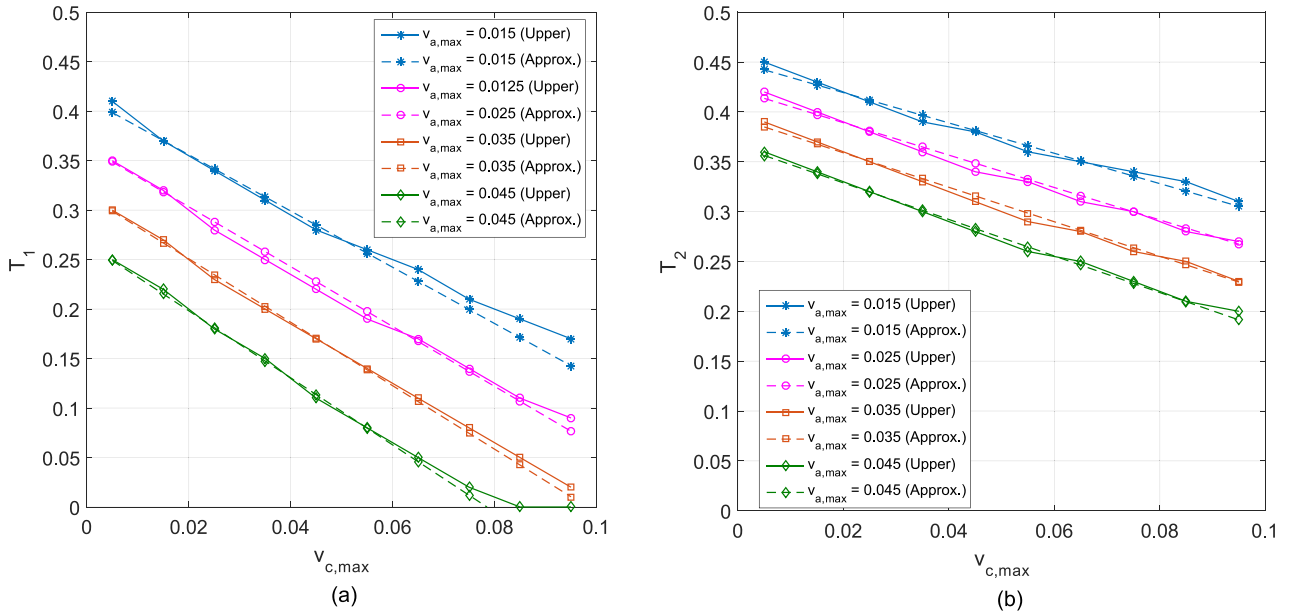 0.5
0.45
0.4
0.35
0.3
0.25
0.2
0.15
0.1
0.05
0
T1
0 0.02 0.04 0.06 0.08 0.1
vc,max
(a)
va,max = 0.015 (Upper)
va,max = 0.015 (Approx.)
va,max = 0.0125 (Upper)
va,max = 0.025 (Approx.)
va,max = 0.035 (Upper)
va,max = 0.035 (Approx.)
va,max = 0.045 (Upper)
va,max = 0.045 (Approx.)
0.5
0.45
0.4
0.35
0.3
0.25
0.2
0.15
0.1
0.05
0
T2
0 0.02 0.04 0.06 0.08 0.1
vc,max
(b)
va,max = 0.015 (Upper)
va,max = 0.015 (Approx.)
va,max = 0.025 (Upper)
va,max = 0.025 (Approx.)
va,max = 0.035 (Upper)
va,max = 0.035 (Approx.)
va,max = 0.045 (Upper)
va,max = 0.045 (Approx.)